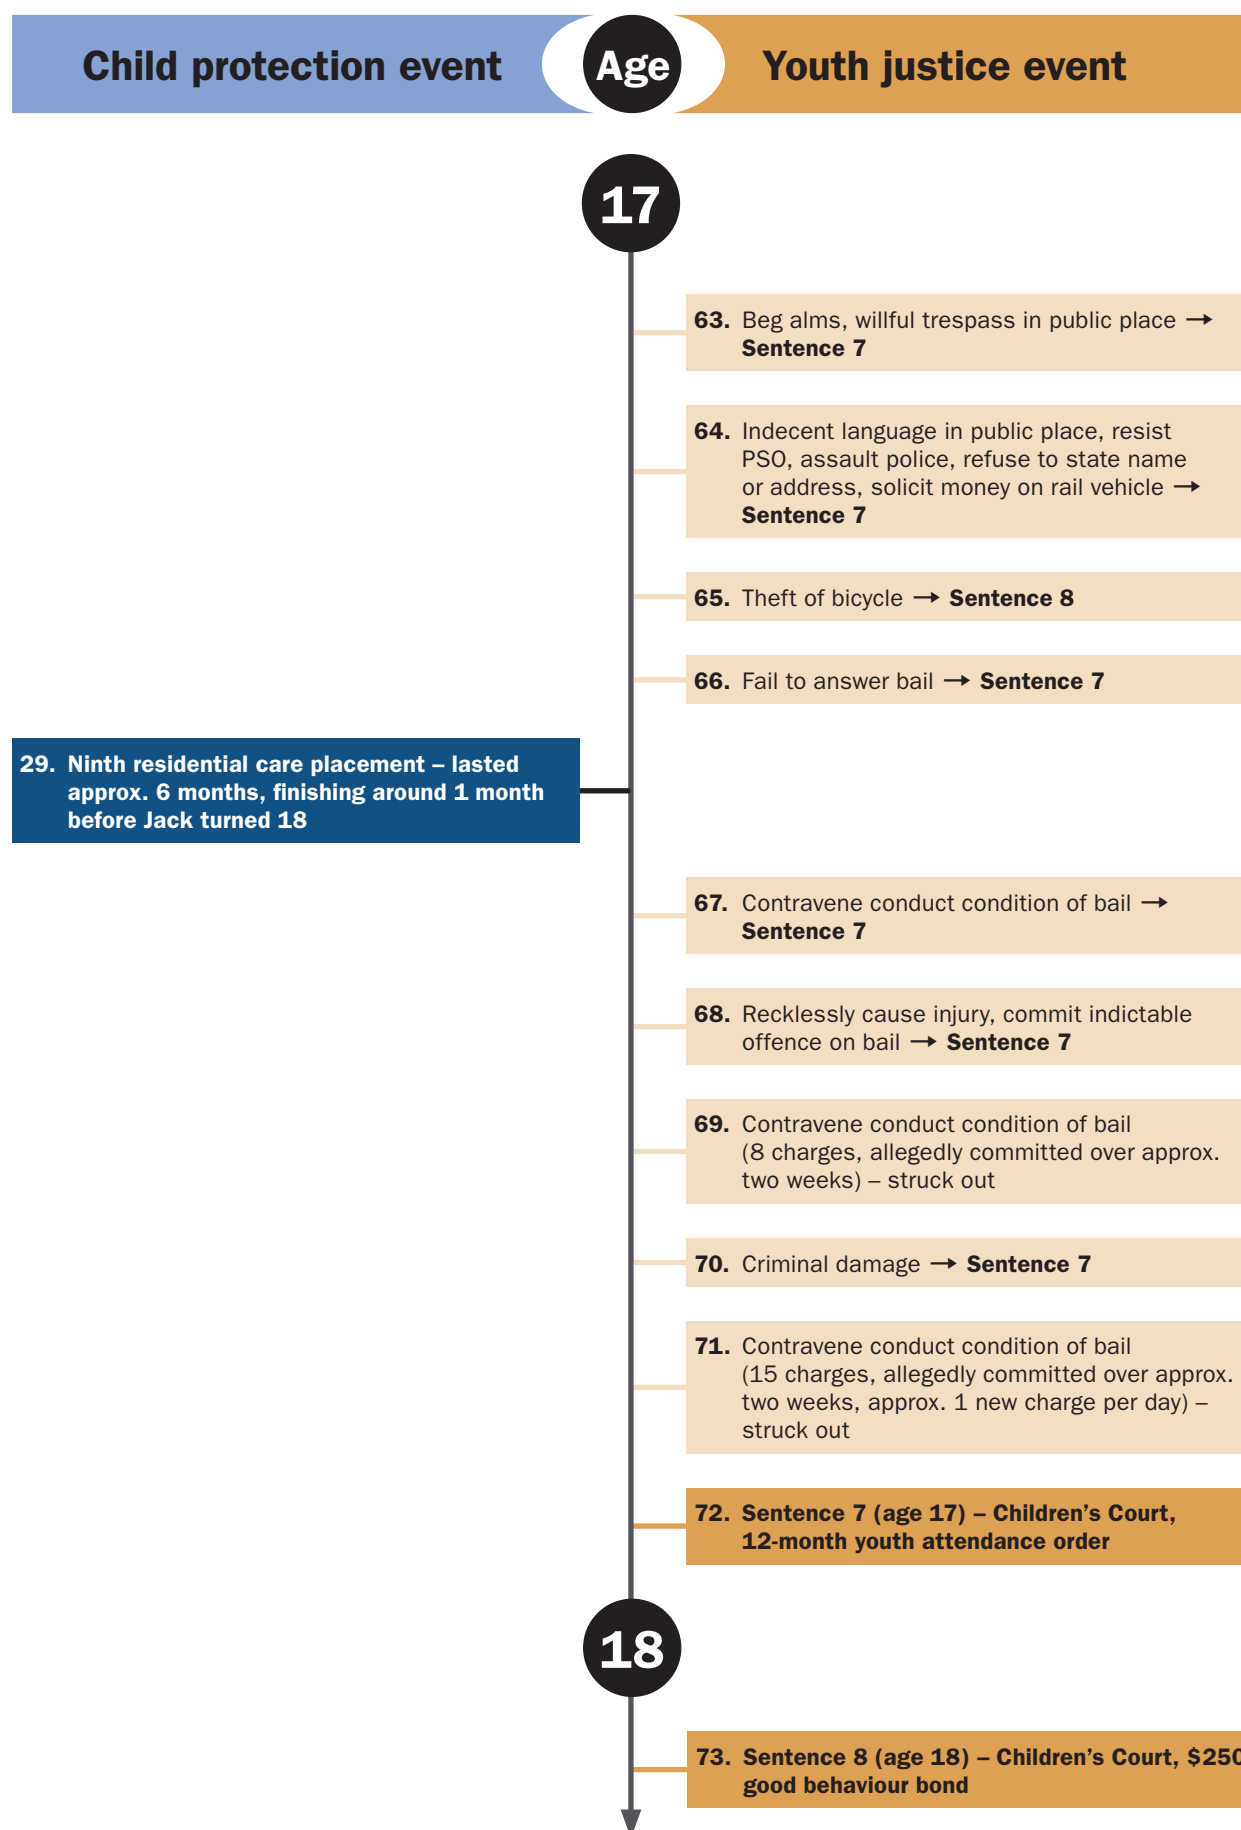 Child protection event
Age
Youth justice event
17
63. Beg alms, willful trespass in public place →
Sentence 7
64. Indecent language in public place, resist
PSO, assault police, refuse to state name
or address, solicit money on rail vehicle →
Sentence 7
65. Theft of bicycle → Sentence 8
66. Fail to answer bail → Sentence 7
29. Ninth residential care placement – lasted
approx. 6 months, finishing around 1 month
before Jack turned 18
67. Contravene conduct condition of bail →
Sentence 7
68. Recklessly cause injury, commit indictable
offence on bail → Sentence 7
69. Contravene conduct condition of bail
(8 charges, allegedly committed over approx.
two weeks) – struck out
70. Criminal damage → Sentence 7
71. Contravene conduct condition of bail
(15 charges, allegedly committed over approx.
two weeks, approx. 1 new charge per day) –
struck out
72. Sentence 7 (age 17) – Children’s Court,
12-month youth attendance order
18
73. Sentence 8 (age 18) – Children’s Court, $250
good behaviour bond